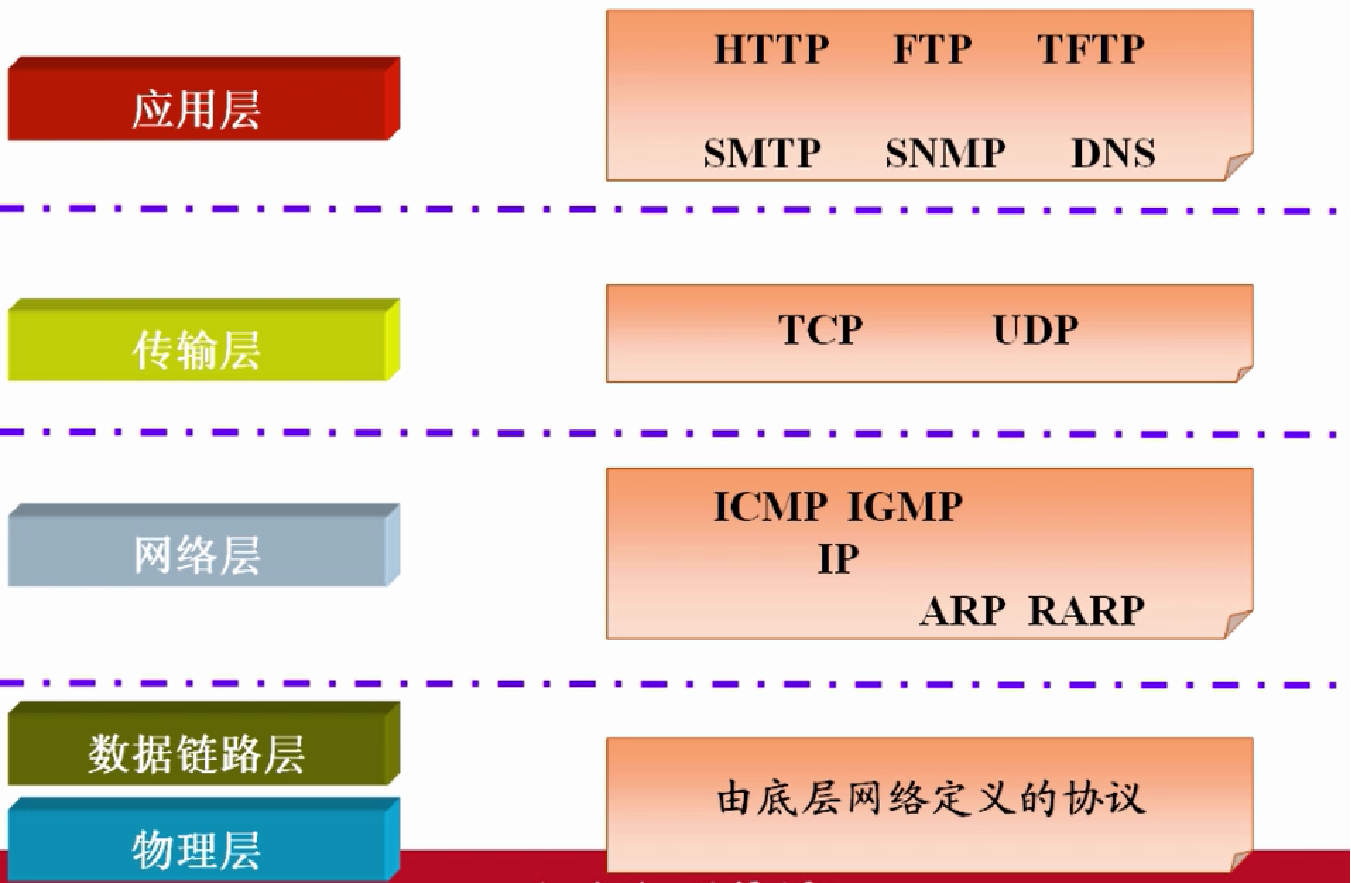 应用层
HTTP FTP TFTP
SMTP SNMP DNS
传输层
TCP UDP
网络层
ICMP IGMP
IP
ARP RARP
数据链路层
物理层
由底层网络定义的协议